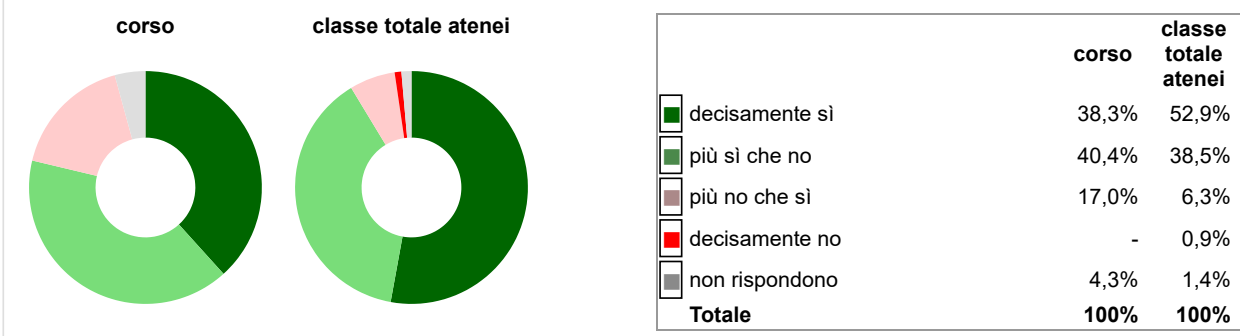 corso classe totale atenei
corso classe totale atenei
decisamente sì 38,3% 52,9%
più sì che no 40,4% 38,5%
più no che sì 17,0% 6,3%
decisamente no - 0,9%
non rispondono 4,3% 1,4%
Totale 100% 100%